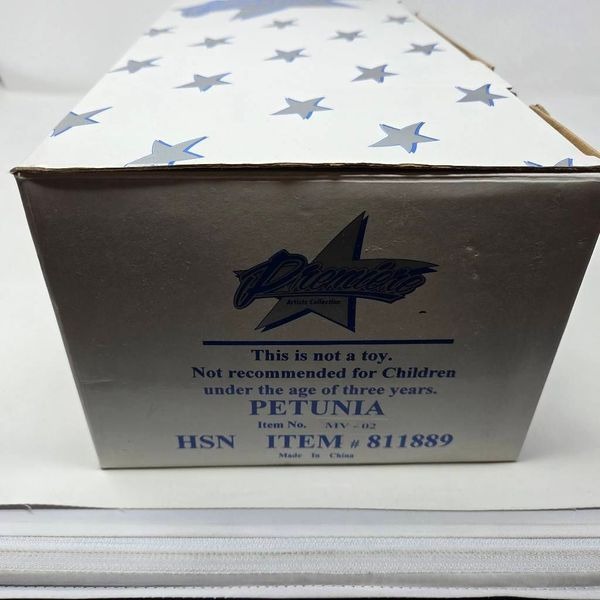 Premiere
Artists Collection
This is not a toy.
Not recommended for Children
under the age of three years.
PETUNIA
Item No. MV - 02
HSN ITEM # 811889
Made In China